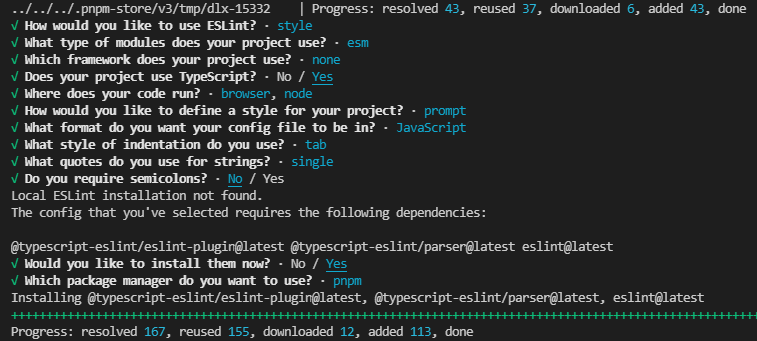 ../../../.pnpm-store/v3/tmp/dlx-15332    | Progress: resolved 43, reused 37, downloaded 6, added 43, done
√ How would you like to use ESLint? · style
√ What type of modules does your project use? · esm
√ Which framework does your project use? · none
√ Does your project use TypeScript? · No / Yes
√ Where does your code run? · browser, node
√ How would you like to define a style for your project? · prompt
√ What format do you want your config file to be in? · JavaScript
√ What style of indentation do you use? · tab
√ What quotes do you use for strings? · single
√ Do you require semicolons? · No / Yes
Local ESLint installation not found.
The config that you've selected requires the following dependencies:

@typescript-eslint/eslint-plugin@latest @typescript-eslint/parser@latest eslint@latest
√ Would you like to install them now? · No / Yes
√ Which package manager do you want to use? · pnpm
Installing @typescript-eslint/eslint-plugin@latest, @typescript-eslint/parser@latest, eslint@latest
++++++++++++++++++++++++++++++++++++++++++++++++++++++++++++++++++++++++++++++++++++++++++++++++++++++++++
Progress: resolved 167, reused 155, downloaded 12, added 113, done